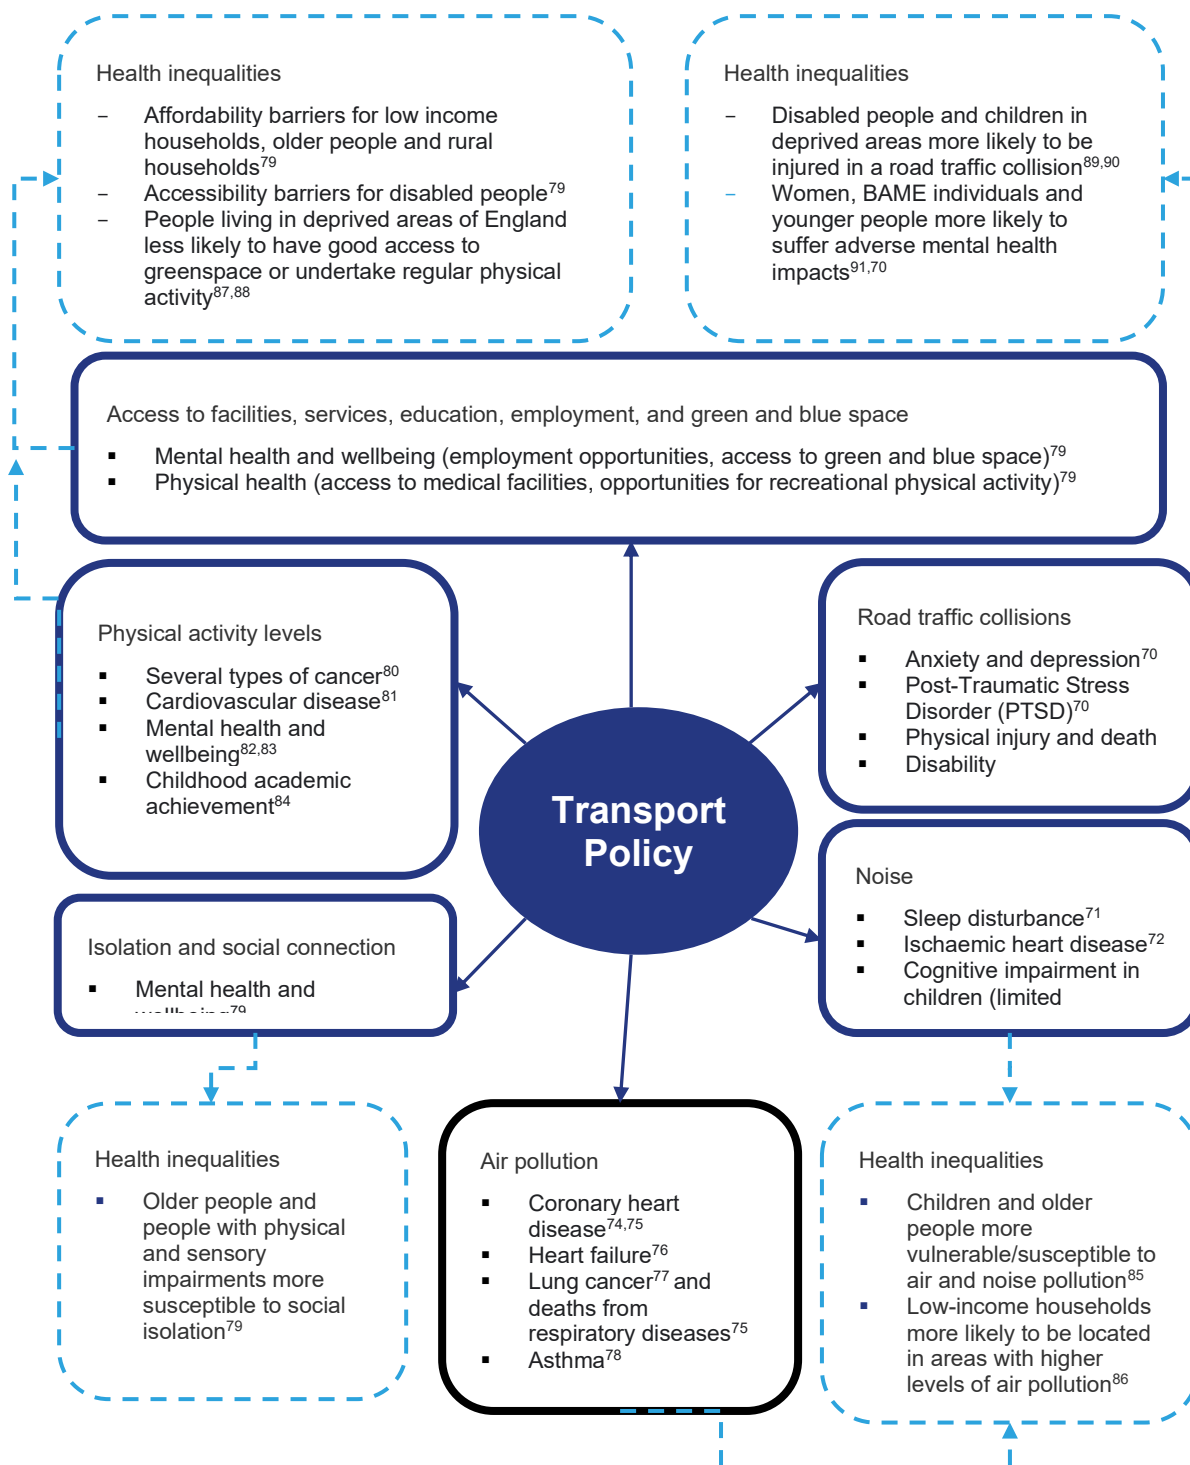 Health inequalities
– Affordability barriers for low income
households, older people and rural
households79
– Accessibility barriers for disabled people79
– People living in deprived areas of England
less likely to have good access to
greenspace or undertake regular physical
activity87,88
Health inequalities
– Disabled people and children in
deprived areas more likely to be
injured in a road traffic collision89,90
– Women, BAME individuals and
younger people more likely to
suffer adverse mental health
impacts91,70
Access to facilities, services, education, employment, and green and blue space
▪ Mental health and wellbeing (employment opportunities, access to green and blue space)79
▪ Physical health (access to medical facilities, opportunities for recreational physical activity)79
Physical activity levels
▪ Several types of cancer80
▪ Cardiovascular disease81
▪ Mental health and
wellbeing82,83
▪ Childhood academic
achievement84
Road traffic collisions
▪ Anxiety and depression70
▪ Post-Traumatic Stress
Disorder (PTSD)70
▪ Physical injury and death
▪ Disability
Transport
Policy
Noise
▪ Sleep disturbance71
▪ Ischaemic heart disease72
▪ Cognitive impairment in
children (limited
Isolation and social connection
▪ Mental health and
wellbeing79
Health inequalities
▪ Older people and
people with physical
and sensory
impairments more
susceptible to social
isolation79
Air pollution
▪ Coronary heart
disease74,75
▪ Heart failure76
▪ Lung cancer77 and
deaths from
respiratory diseases75
▪ Asthma78
Health inequalities
▪ Children and older
people more
vulnerable/susceptible to
air and noise pollution85
▪ Low-income households
more likely to be located
in areas with higher
levels of air pollution86